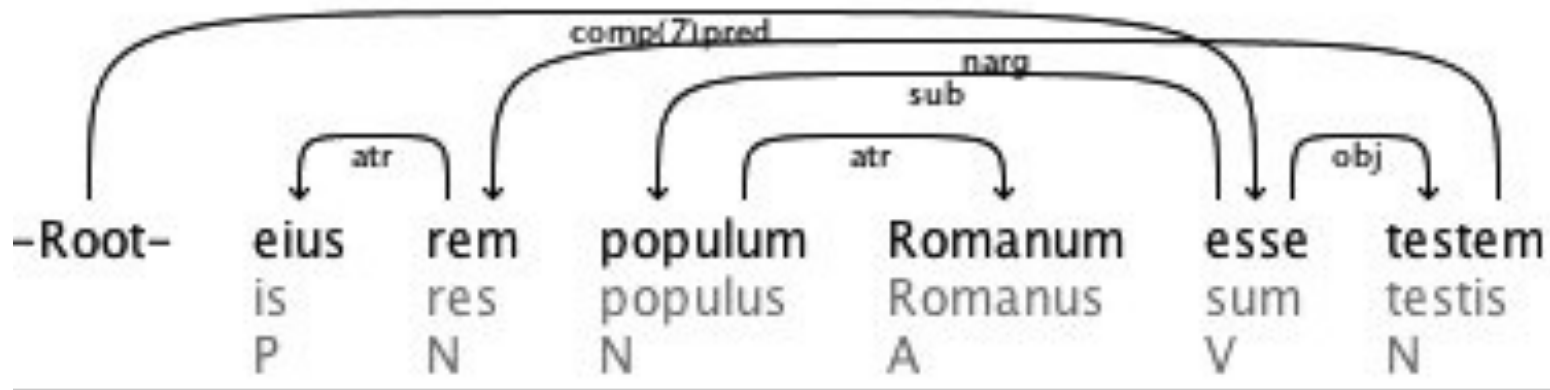 comp(7)pred
narg
sub
atr atr obj
-Root- eius rem populum Romanum esse testem
is res populus Romanus sum testis
P N N A V N